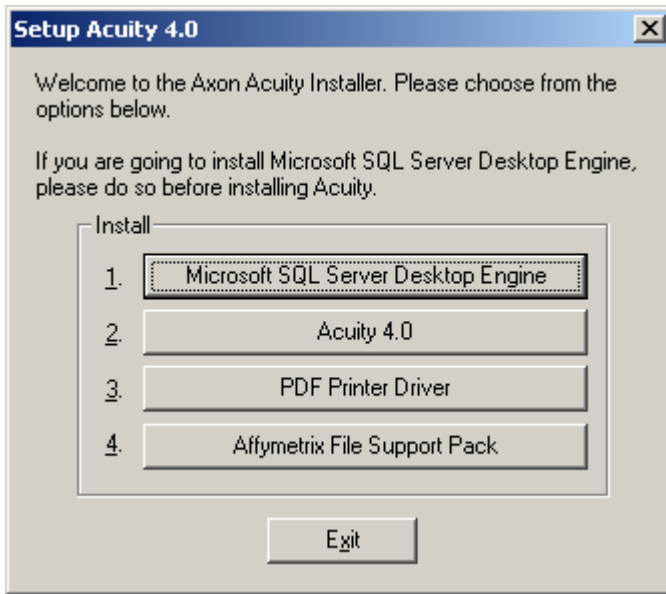 Setup Acuity 4.0
Welcome to the Axon Acuity Installer. Please choose from the
options below.
If you are going to install Microsoft SQL Server Desktop Engine,
please do so before installing Acuity.
Install
1. Microsoft SQL Server Desktop Engine
2. Acuity 4.0
3. PDF Printer Driver
4. Affymetrix File Support Pack
Exit